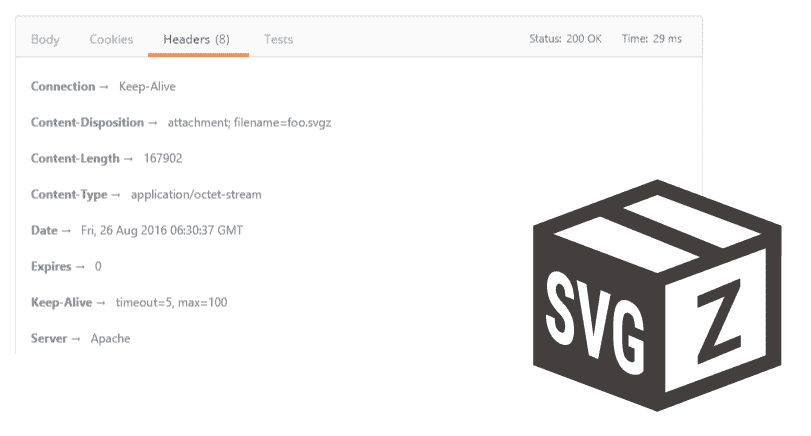 Body Cookies Headers (8) Tests Status: 200 OK Time: 29 ms
Connection → Keep-Alive
Content-Disposition → attachment; filename=foo.svgz
Content-Length → 167902
Content-Type → application/octet-stream
Date → Fri, 26 Aug 2016 06:30:37 GMT
Expires → 0
Keep-Alive → timeout=5, max=100
Server → Apache
SVG Z